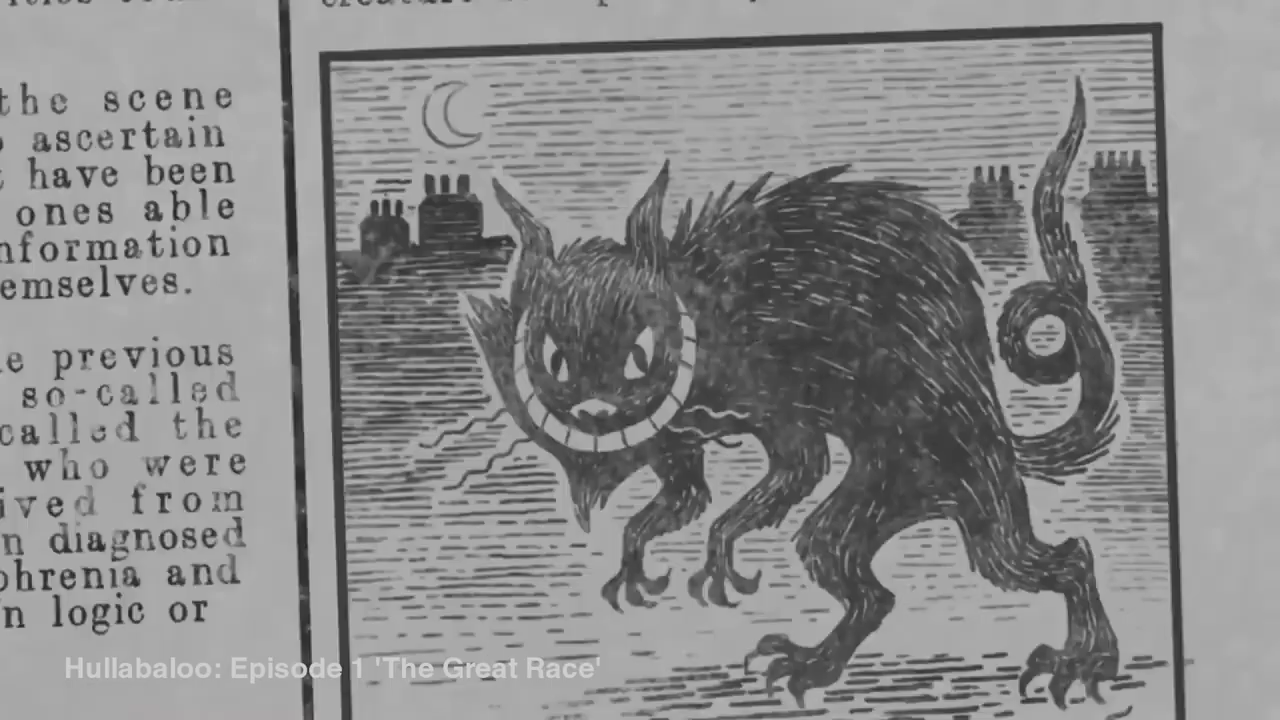 the scene
ascertain
have been
ones able
nformation
emselves.
e previous
so-called
called the
who were
ived from
n diagnosed
phrenia and
n logic or
Hullabaloo: Episode 1 'The Great Race'